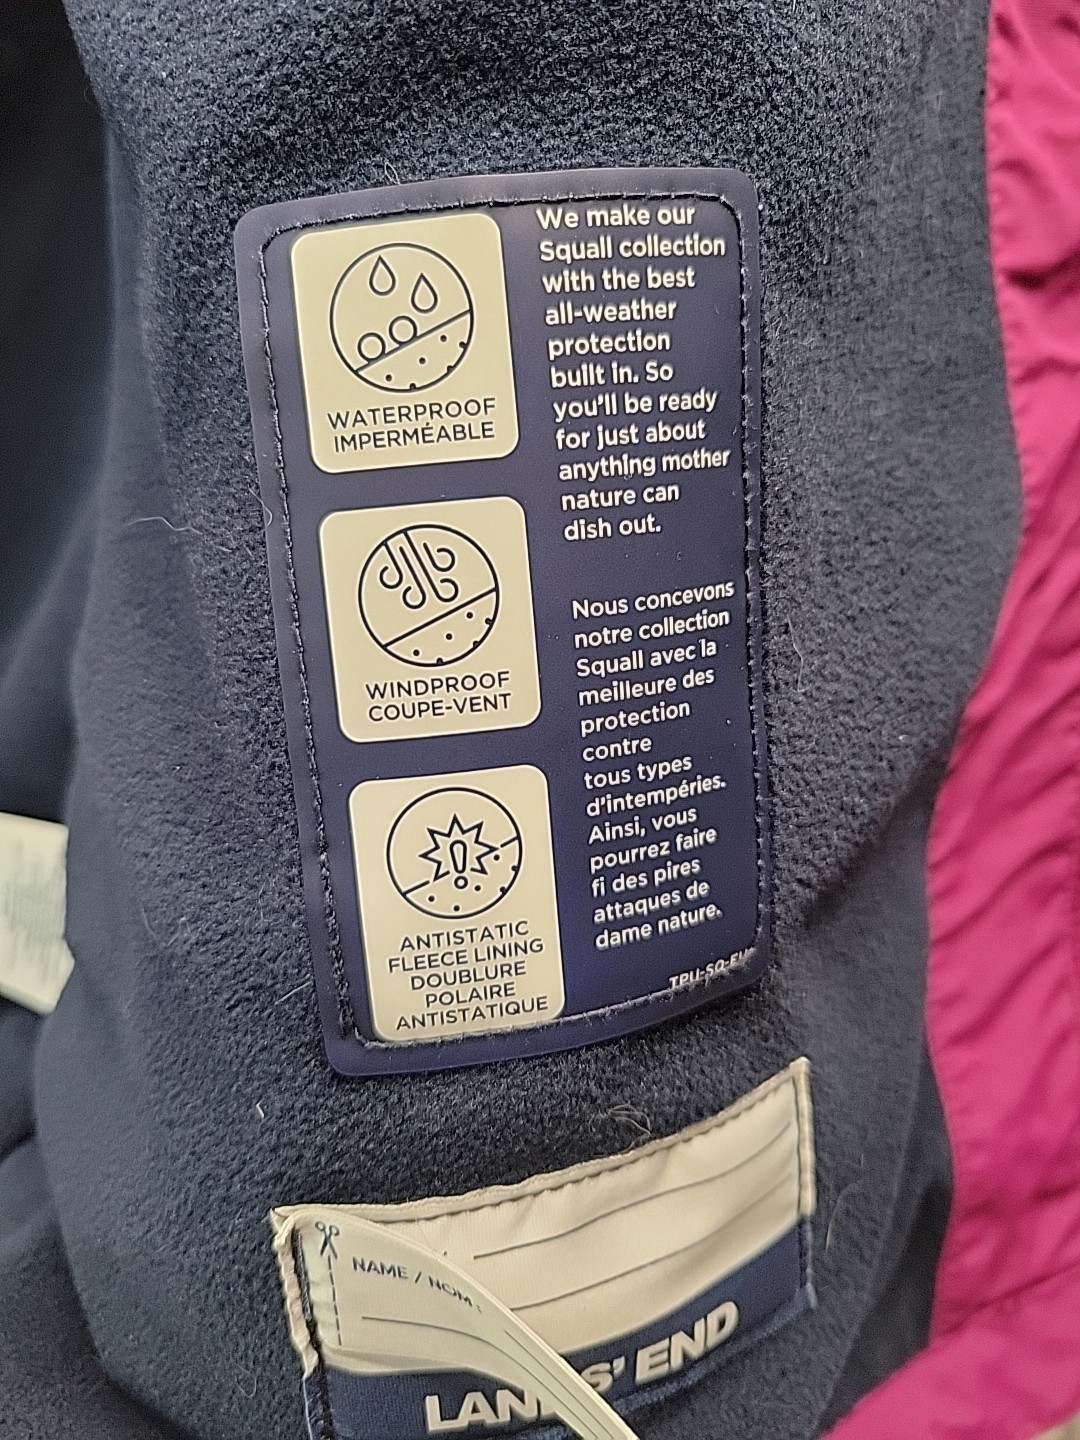 WATERPROOF
IMPERMÉABLE
WINDPROOF
COUPE-VENT
ANTISTATIC
FLEECE LINING
DOUBLURE
POLAIRE
ANTISTATIQUE
We make our
Squall collection
with the best
all-weather
protection
built in. So
you'll be ready
for just about
anything mother
nature can
dish out.
Nous concevons
notre collection
Squall avec la
meilleure des
protection
contre
tous types
d'intempéries.
Ainsi, vous
pourrez faire
fi des pires
attaques de
dame nature.
NAME / NOM :
END